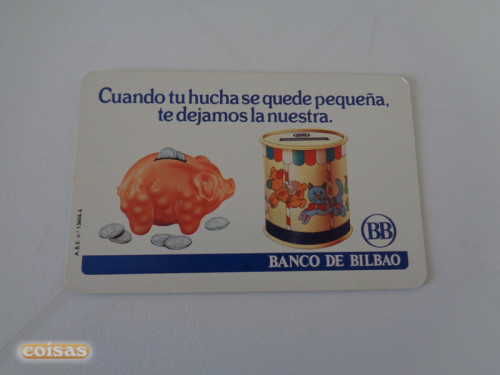 Cuando tu hucha se quede pequeña,
te dejamos la nuestra.
BB
BANCO DE BILBAO
coisas